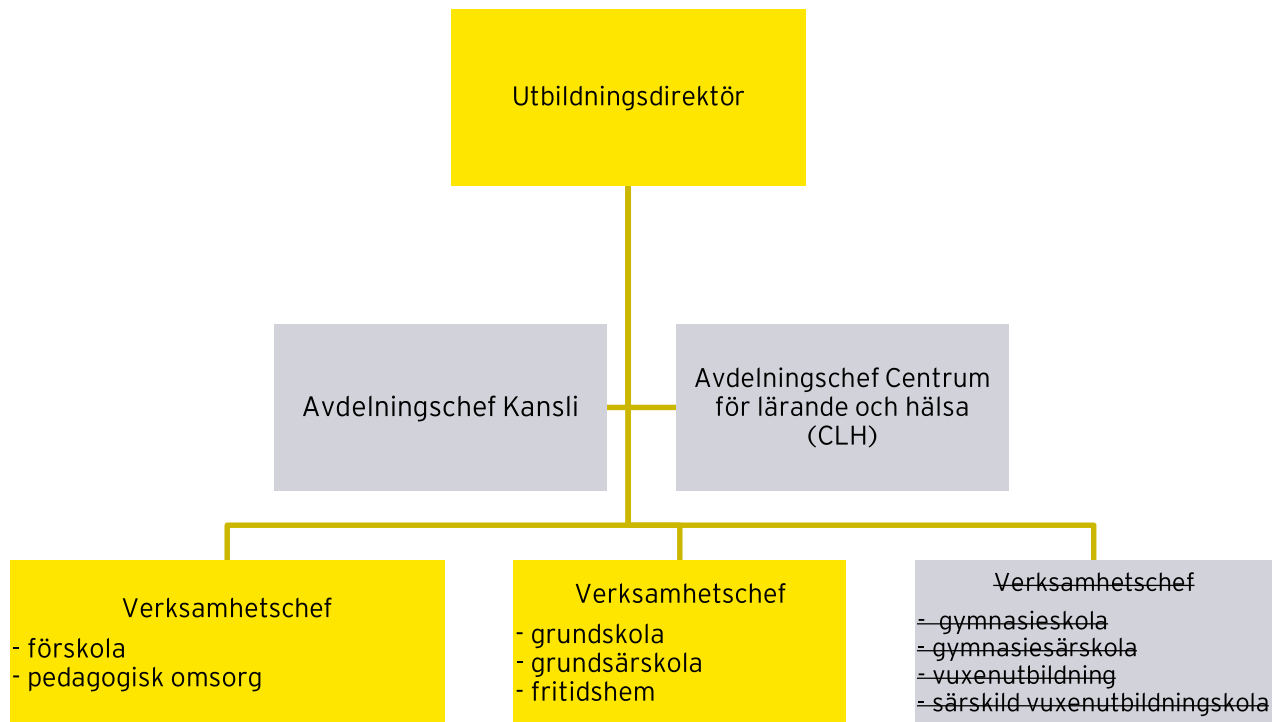 Utbildningsdirektör
Avdelningschef Kansli
Avdelningschef Centrum
för lärande och hälsa
(CLH)
Verksamhetschef
- förskola
- pedagogisk omsorg
Verksamhetschef
- grundskola
- grundsärskola
- fritidshem
Verksamhetschef
- gymnasieskola
- gymnasiesärskola
- vuxenutbildning
- särskild vuxenutbildningskola